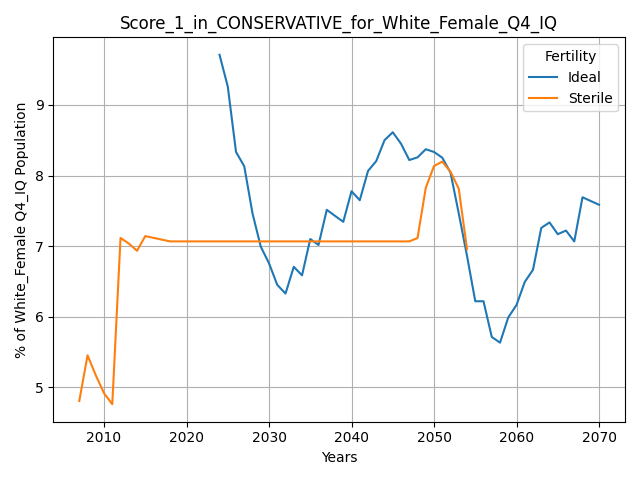 Score_1_in_CONSERVATIVE_for_White_Female_Q4_IQ
Fertility
Ideal
Sterile
% of White_Female Q4_IQ Population
9
8
7
6
5
2010 2020 2030 2040 2050 2060 2070
Years